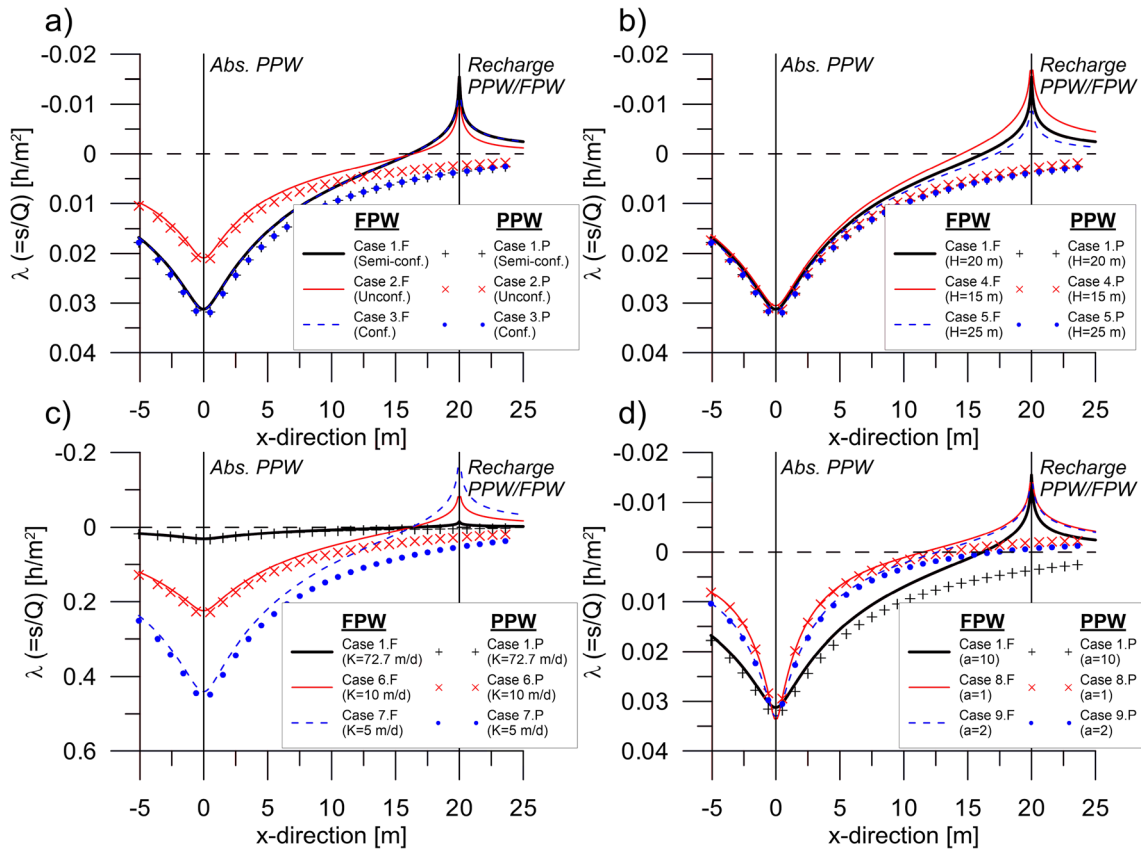 a)
Abs. PPW
Recharge
PPW/FPW
λ (=s/Q) [h/m²]
-0.02
-0.01
0
0.01
0.02
0.03
0.04
FPW PPW
Case 1.F Case 1.P
(Semi-conf.) (Semi-conf.)
Case 2.F Case 2.P
(Unconf.) (Unconf.)
Case 3.F Case 3.P
(Conf.) (Conf.)
-5 0 5 10 15 20 25
x-direction [m]
b)
Abs. PPW
Recharge
PPW/FPW
λ (=s/Q) [h/m²]
-0.02
-0.01
0
0.01
0.02
0.03
0.04
FPW PPW
Case 1.F Case 1.P
(H=20 m) (H=20 m)
Case 4.F Case 4.P
(H=15 m) (H=15 m)
Case 5.F Case 5.P
(H=25 m) (H=25 m)
-5 0 5 10 15 20 25
x-direction [m]
c)
Abs. PPW
Recharge
PPW/FPW
λ (=s/Q) [h/m²]
-0.2
0
0.2
0.4
0.6
FPW PPW
Case 1.F Case 1.P
(K=72.7 m/d) (K=72.7 m/d)
Case 6.F Case 6.P
(K=10 m/d) (K=10 m/d)
Case 7.F Case 7.P
(K=5 m/d) (K=5 m/d)
-5 0 5 10 15 20 25
x-direction [m]
d)
Abs. PPW
Recharge
PPW/FPW
λ (=s/Q) [h/m²]
-0.02
-0.01
0
0.01
0.02
0.03
0.04
FPW PPW
Case 1.F Case 1.P
(a=10) (a=10)
Case 8.F Case 8.P
(a=1) (a=1)
Case 9.F Case 9.P
(a=2) (a=2)
-5 0 5 10 15 20 25
x-direction [m]